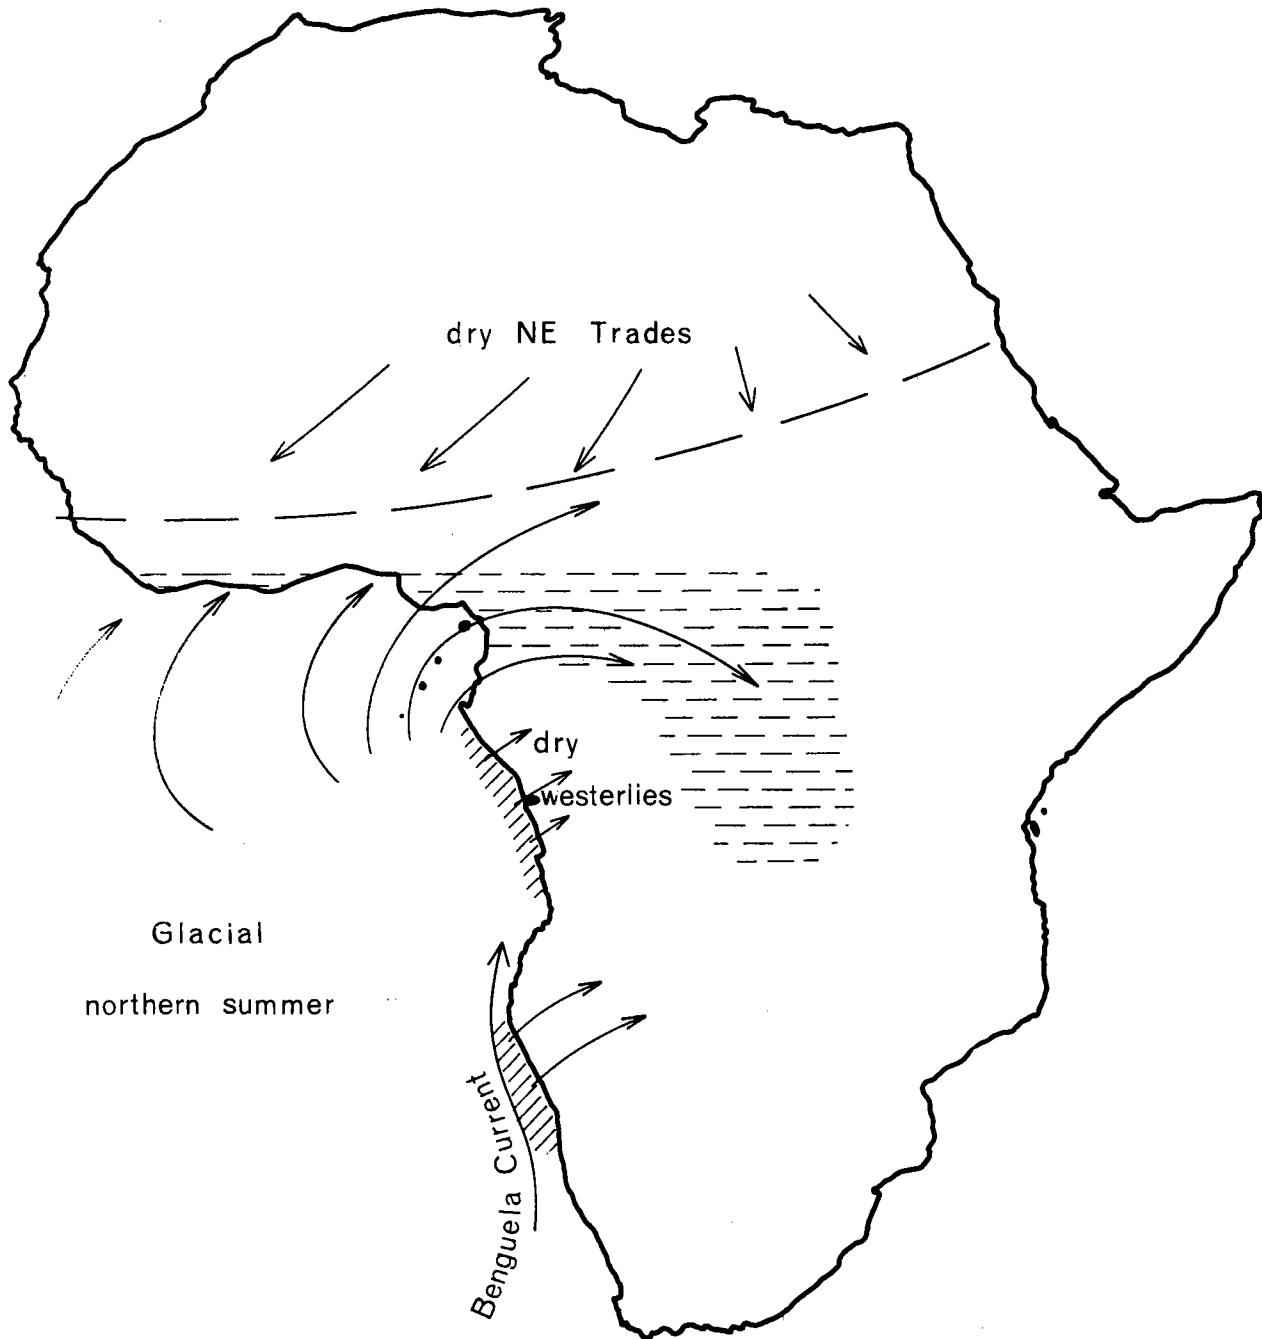 dry NE Trades
dry
westerlies
Glacial
northern summer
Benguela Current